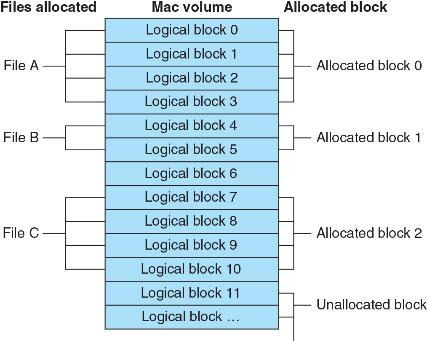 Files allocated Mac volume Allocated block
Logical block 0
Logical block 1
File A Logical block 2 Allocated block 0
Logical block 3
Logical block 4
File B Allocated block 1
Logical block 5
Logical block 6
Logical block 7
Logical block 8
File C Allocated block 2
Logical block 9
Logical block 10
Logical block 11
Unallocated block
Logical block ...